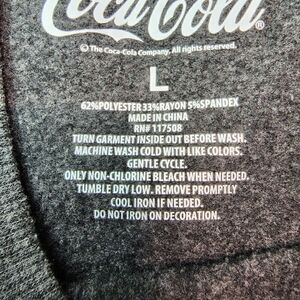 Coca-Cola®
© The Coca-Cola Company. All rights reserved.
L
62%POLYESTER 33%RAYON 5%SPANDEX
MADE IN CHINA
RN# 117508
TURN GARMENT INSIDE OUT BEFORE WASH.
MACHINE WASH COLD WITH LIKE COLORS.
GENTLE CYCLE.
ONLY NON-CHLORINE BLEACH WHEN NEEDED.
TUMBLE DRY LOW. REMOVE PROMPTLY
COOL IRON IF NEEDED.
DO NOT IRON ON DECORATION.